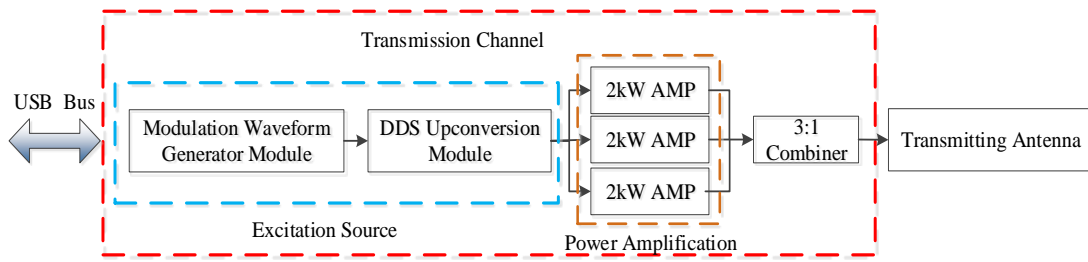 Transmission Channel
USB Bus
Modulation Waveform
Generator Module
DDS Upconversion
Module
2kW AMP
2kW AMP
2kW AMP
3:1
Combiner
Transmitting Antenna
Excitation Source
Power Amplification